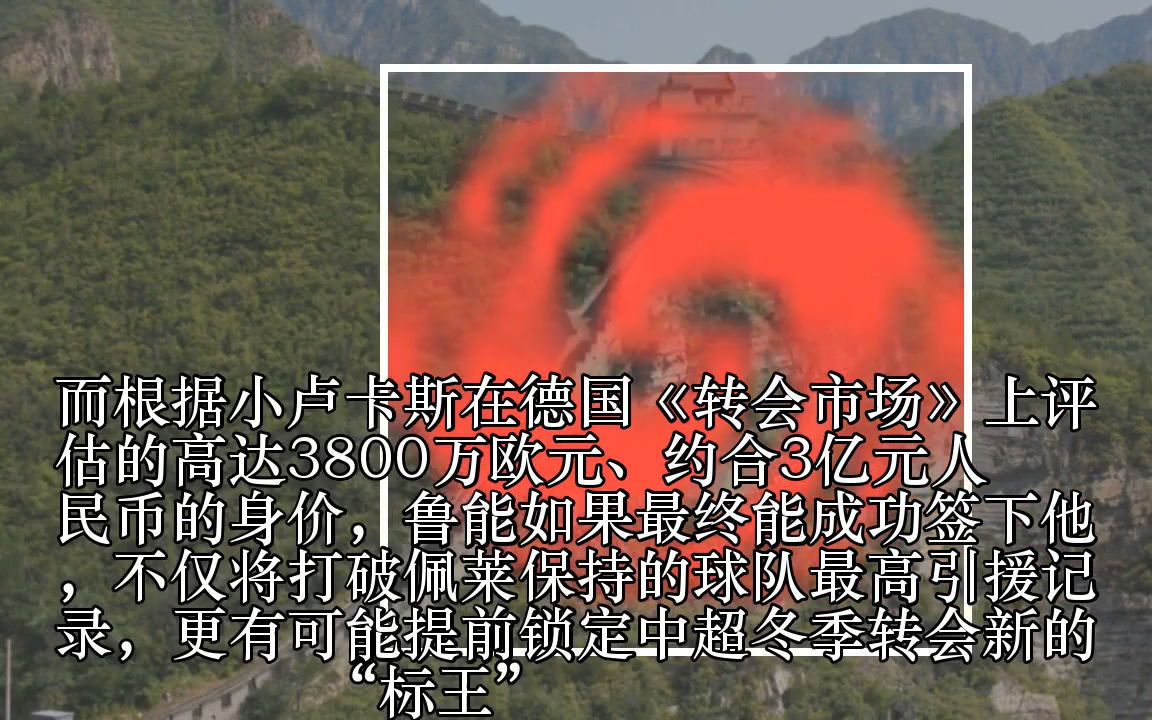 而根据小卢卡斯在德国《转会市场》上评
估的高达3800万欧元、约合3亿元人
民币的身价，鲁能如果最终能成功签下他
，不仅将打破佩莱保持的球队最高引援记
录，更有可能提前锁定中超冬季转会新的
“标王”